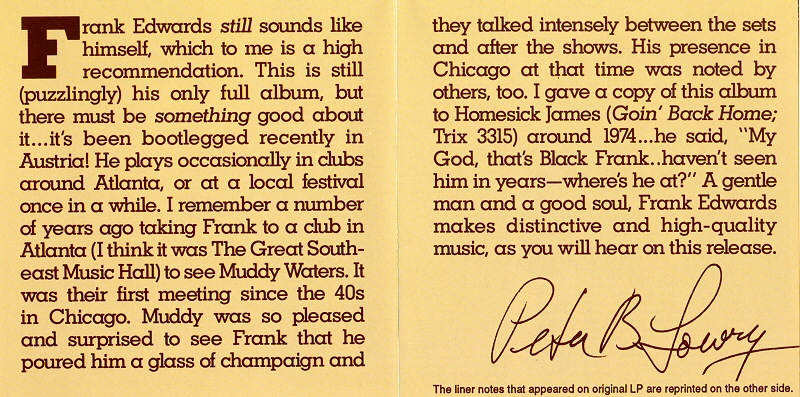 Frank Edwards still sounds like
himself, which to me is a high
recommendation. This is still
(puzzlingly) his only full album, but
there must be something good about
it...it's been bootlegged recently in
Austria! He plays occasionally in clubs
around Atlanta, or at a local festival
once in a while. I remember a number
of years ago taking Frank to a club in
Atlanta (I think it was The Great South-
east Music Hall) to see Muddy Waters. It
was their first meeting since the 40s
in Chicago. Muddy was so pleased
and surprised to see Frank that he
poured him a glass of champaign and
they talked intensely between the sets
and after the shows. His presence in
Chicago at that time was noted by
others, too. I gave a copy of this album
to Homesick James (Goin' Back Home;
Trix 3315) around 1974...he said, "My
God, that's Black Frank..haven't seen
him in years—where's he at?" A gentle
man and a good soul, Frank Edwards
makes distinctive and high-quality
music, as you will hear on this release.
Peter B Lowry
The liner notes that appeared on original LP are reprinted on the other side.